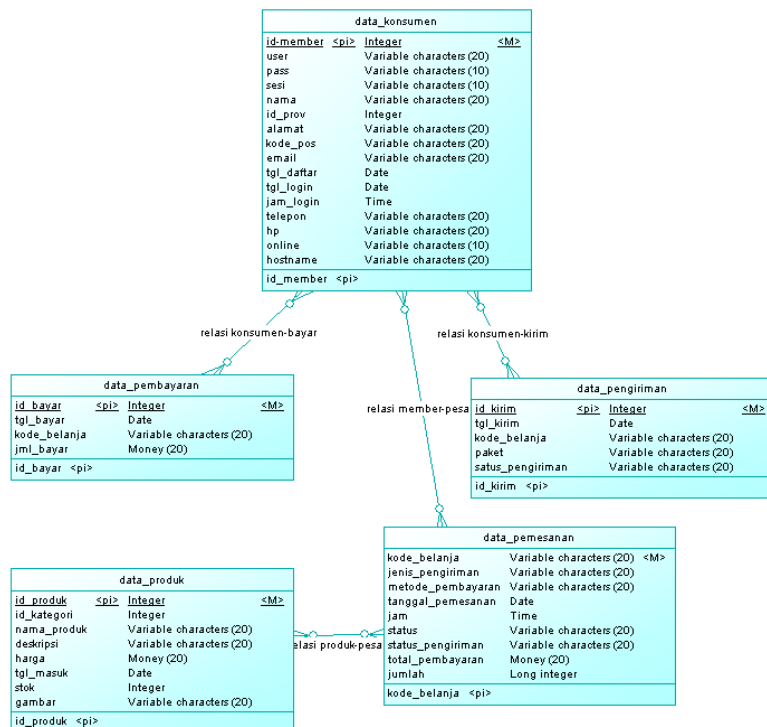 data_konsumen
id-member <pi> Integer <M>
user Variable characters (20)
pass Variable characters (10)
sesi Variable characters (10)
nama Variable characters (20)
id_prov Integer
alamat Variable characters (20)
kode_pos Variable characters (20)
email Variable characters (20)
tgl_daftar Date
tgl_login Date
jam_login Time
telepon Variable characters (20)
hp Variable characters (20)
online Variable characters (10)
hostname Variable characters (20)
id_member <pi>
relasi konsumen-bayar
relasi konsumen-kirim
relasi member-pesa
data_pembayaran
id_bayar <pi> Integer <M>
tgl_bayar Date
kode_belanja Variable characters (20)
jml_bayar Money (20)
id_bayar <pi>
data_pengiriman
id_kirim <pi> Integer <M>
tgl_kirim Date
kode_belanja Variable characters (20)
paket Variable characters (20)
satus_pengiriman Variable characters (20)
id_kirim <pi>
data_pemesanan
kode_belanja Variable characters (20) <M>
jenis_pengiriman Variable characters (20)
metode_pembayaran Variable characters (20)
tanggal_pemesanan Date
jam Time
status Variable characters (20)
status_pengiriman Variable characters (20)
total_pembayaran Money (20)
jumlah Long integer
kode_belanja <pi>
data_produk
id_produk <pi> Integer <M>
id_kategori Integer
nama_produk Variable characters (20)
deskripsi Variable characters (20)
harga Money (20)
tgl_masuk Date
stok Integer
gambar Variable characters (20)
id_produk <pi>
elasi produk-pesa